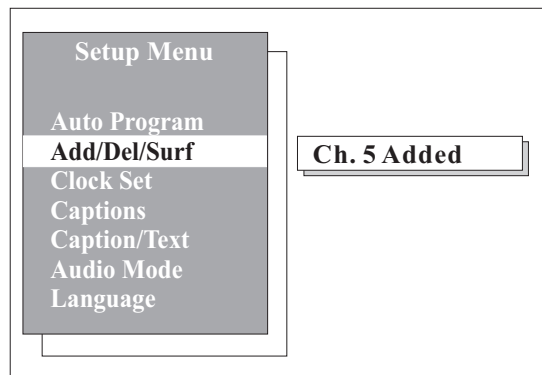 Setup Menu
Auto Program
Add/Del/Surf
Clock Set
Captions
Caption/Text
Audio Mode
Language
Ch. 5 Added